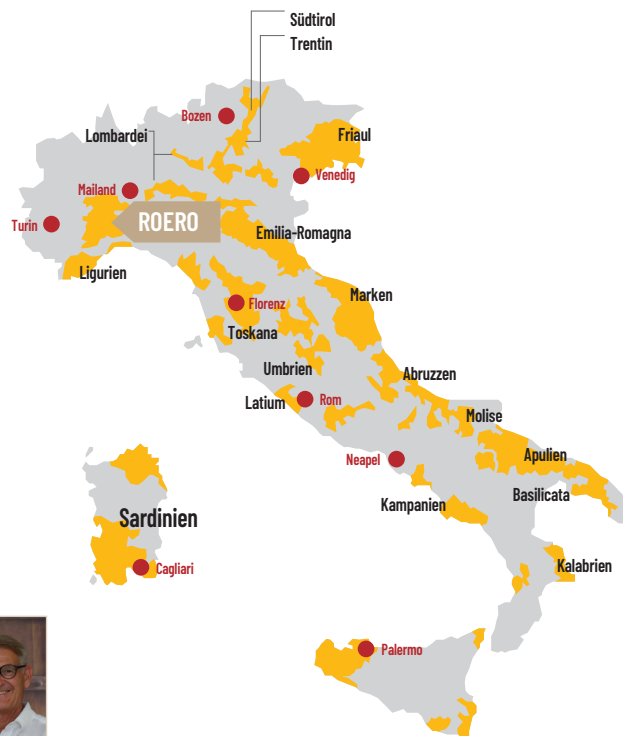 Südtirol
Trentin
Bozen
Lombardei
Friaul
Venedig
Mailand
Turin
ROERO
Emilia-Romagna
Ligurien
Marken
Florenz
Toskana
Umbrien
Abruzzen
Latium
Rom
Molise
Neapel
Apulien
Basilicata
Kampanien
Sardinien
Kalabrien
Cagliari
Palermo